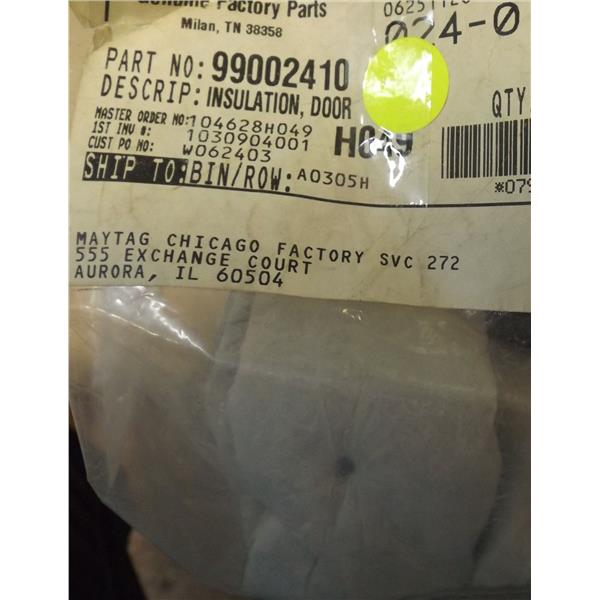 Genuine Factory Parts
Milan, TN 38358
024-0
PART NO: 99002410
DESCRIP: INSULATION, DOOR
QTY
MASTER ORDER NO: 104628H049
1ST INV #: 1030904001
CUST PO NO: W062403
H049
SHIP TO: BIN/ROW: A0305H
*079
MAYTAG CHICAGO FACTORY SVC 272
555 EXCHANGE COURT
AURORA, IL 60504